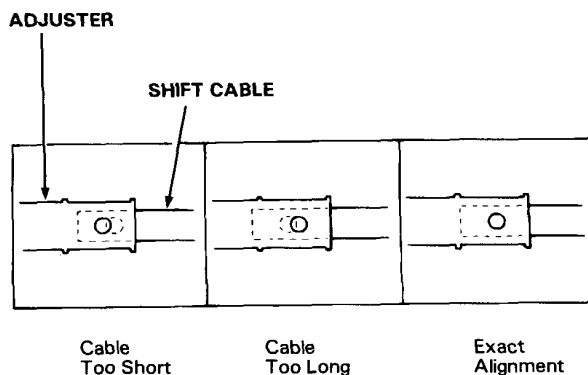 ADJUSTER
SHIFT CABLE
Cable
Too Short
Cable
Too Long
Exact
Alignment